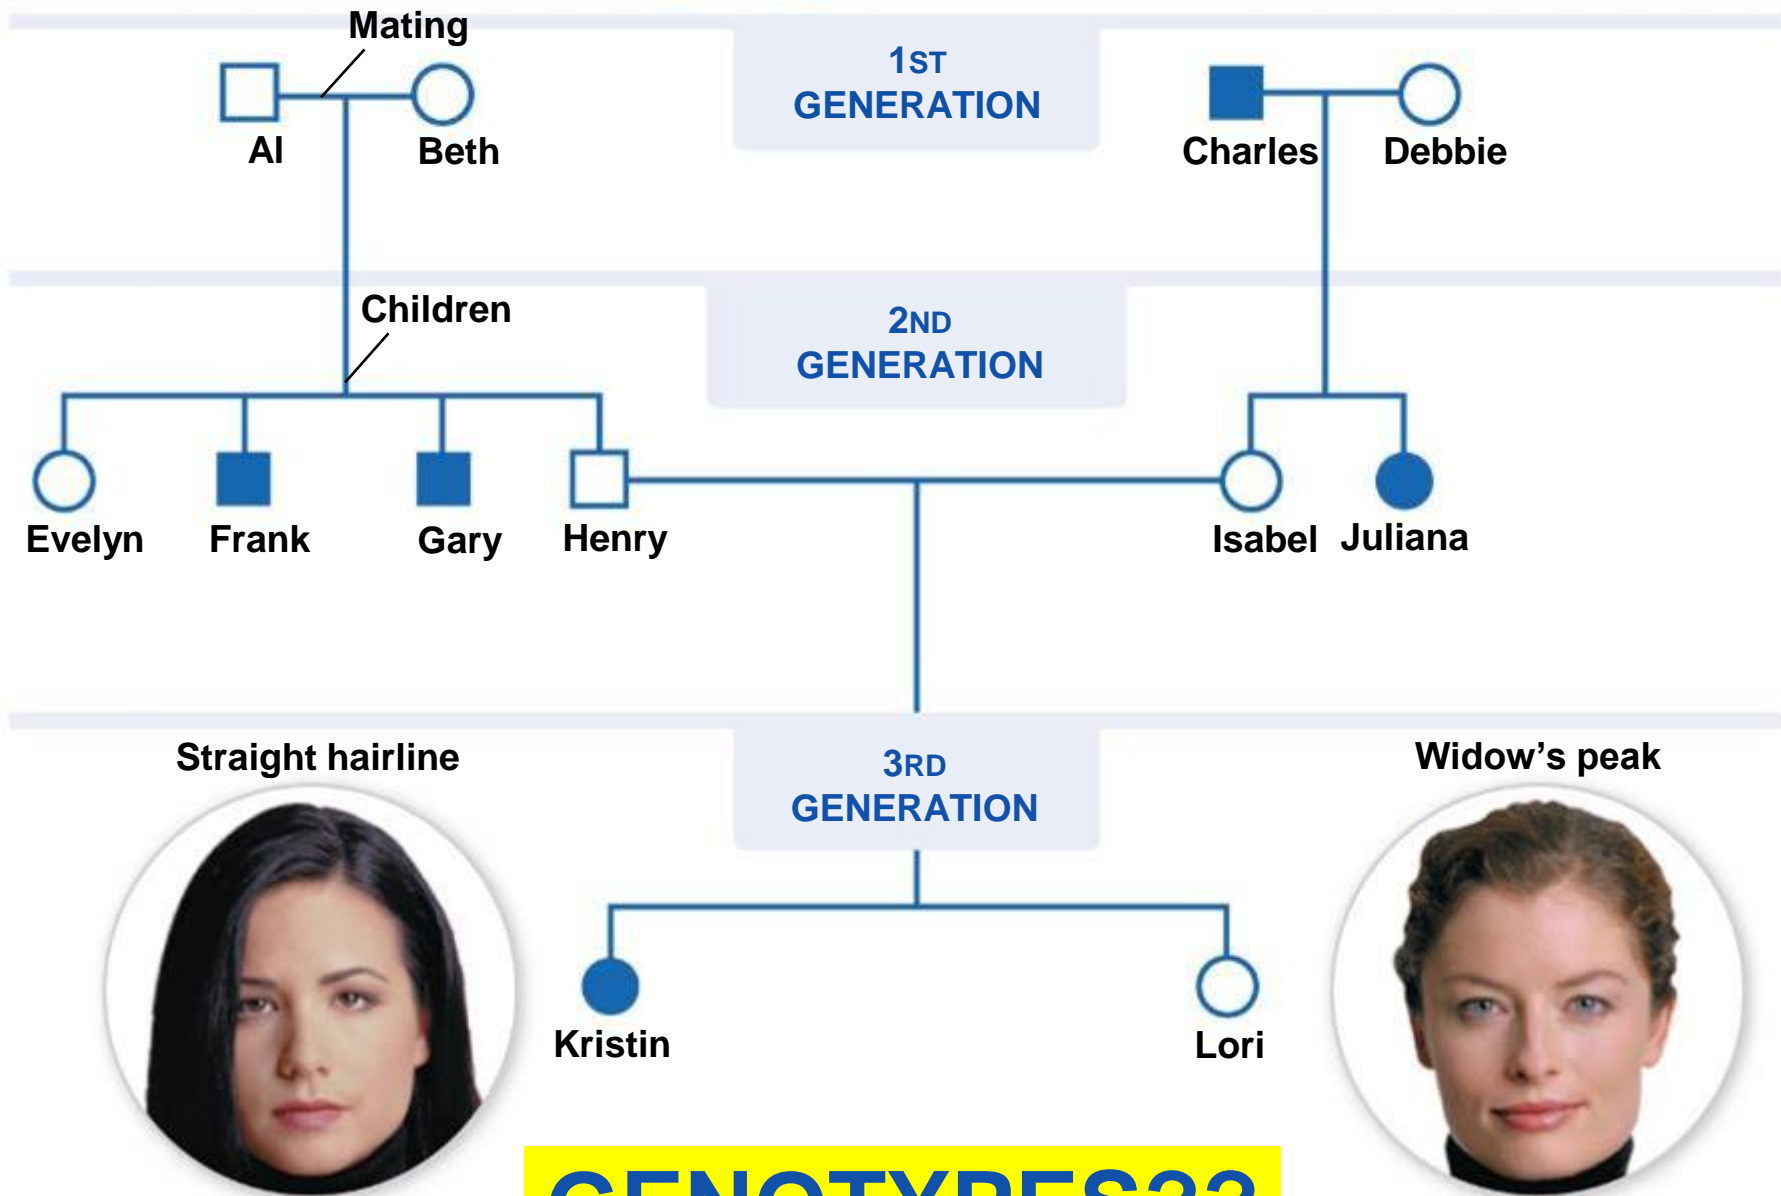 Mating
1ST
GENERATION
Al
Beth
Charles
Debbie
Children
2ND
GENERATION
Evelyn
Frank
Gary
Henry
Isabel
Juliana
Straight hairline
3RD
GENERATION
Widow's peak
Kristin
Lori
GENOTYPES??